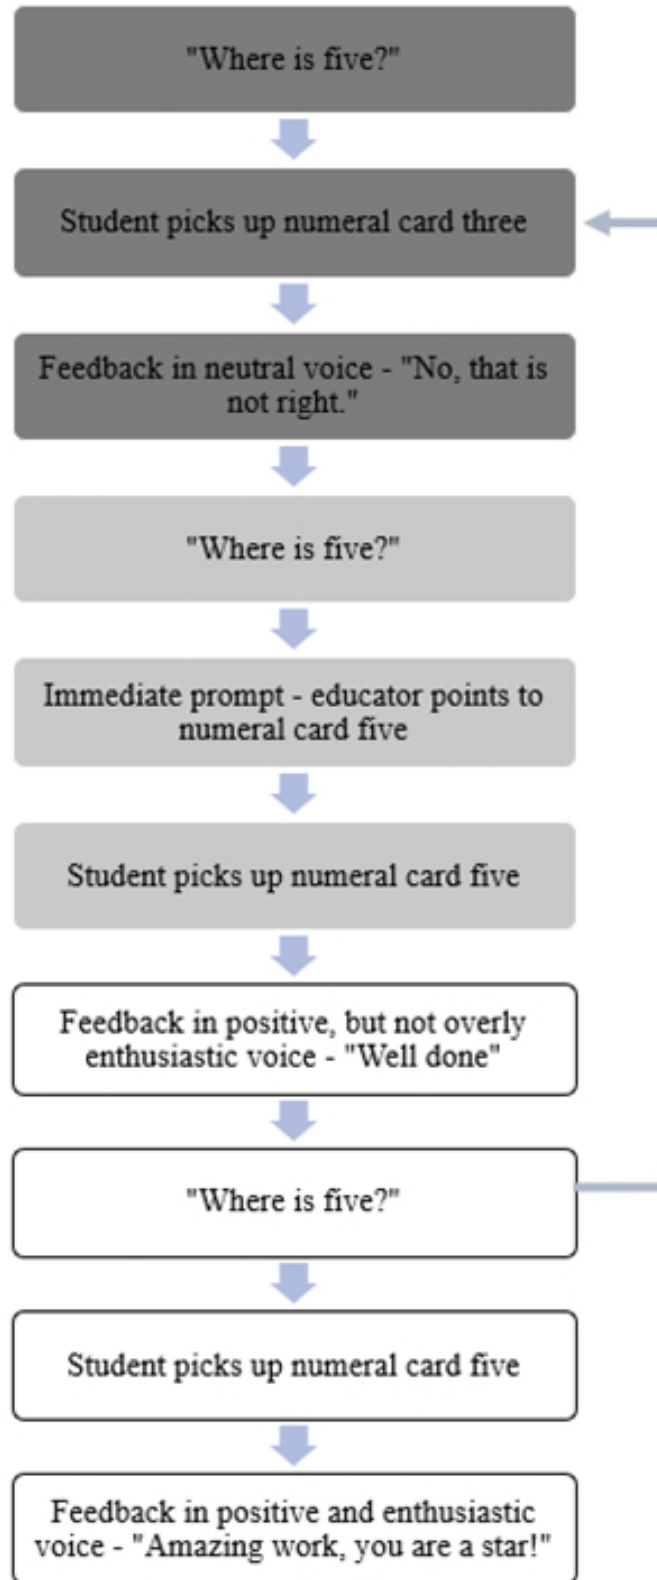 "Where is five?"
Student picks up numeral card three
Feedback in neutral voice - "No, that is
not right."
"Where is five?"
Immediate prompt - educator points to
numeral card five
Student picks up numeral card five
Feedback in positive, but not overly
enthusiastic voice - "Well done"
"Where is five?"
Student picks up numeral card five
Feedback in positive and enthusiastic
voice - "Amazing work, you are a star!"